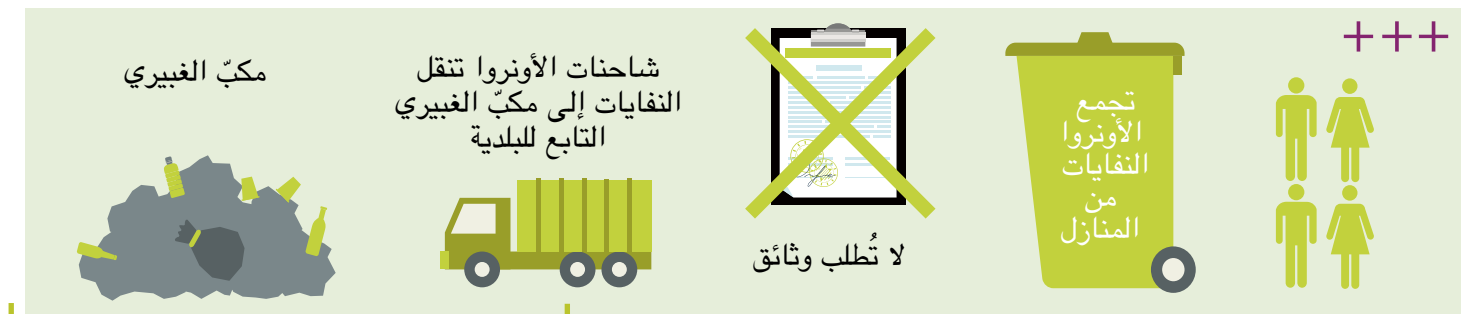 +++
تجمع
الأونروا
النفايات
من
المنازل
لا تُطلب وثائق
شاحنات الأونروا تنقل
النفايات إلى مكبّ الغبيري
التابع للبلدية
مكبّ الغبيري